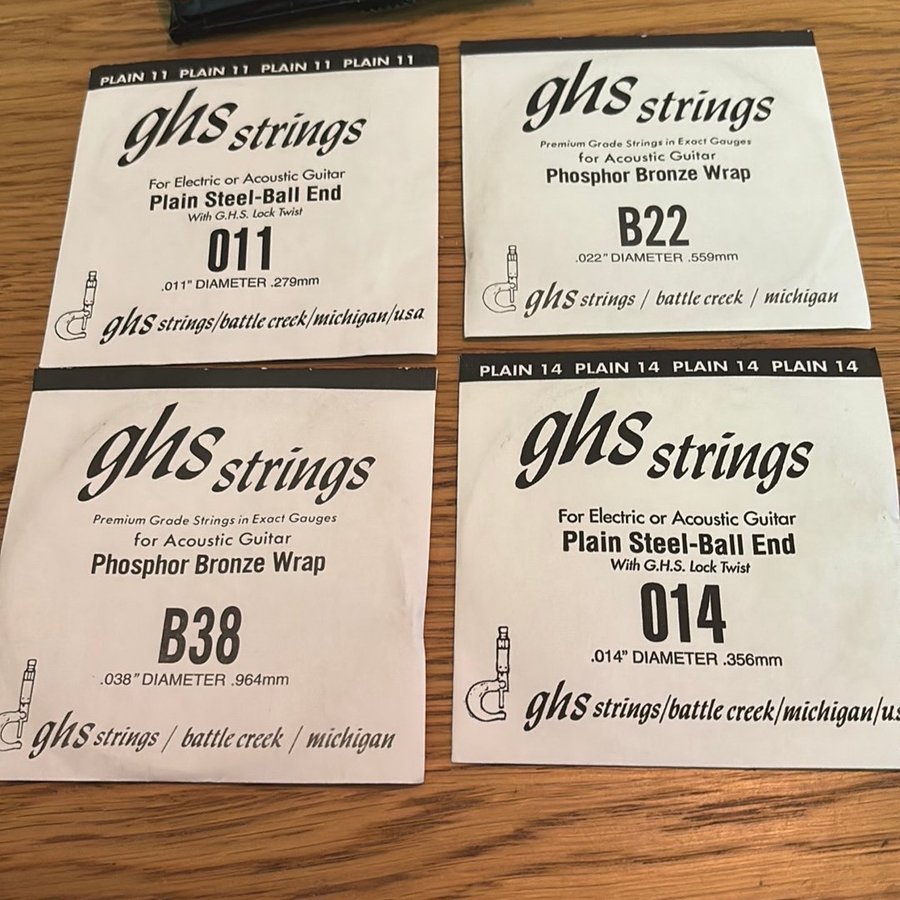 PLAIN 11 PLAIN 11 PLAIN 11 PLAIN 11
ghs strings
For Electric or Acoustic Guitar
Plain Steel-Ball End
With G.H.S. Lock Twist
011
.011" DIAMETER .279mm
ghs strings/battle creek/michigan/usa
ghs strings
Premium Grade Strings in Exact Gauges
for Acoustic Guitar
Phosphor Bronze Wrap
B22
.022" DIAMETER .559mm
ghs strings / battle creek / michigan
ghs strings
Premium Grade Strings in Exact Gauges
for Acoustic Guitar
Phosphor Bronze Wrap
B38
.038" DIAMETER .964mm
ghs strings / battle creek / michigan
PLAIN 14 PLAIN 14 PLAIN 14 PLAIN 14
ghs strings
For Electric or Acoustic Guitar
Plain Steel-Ball End
With G.H.S. Lock Twist
014
.014" DIAMETER .356mm
ghs strings/battle creek/michigan/us